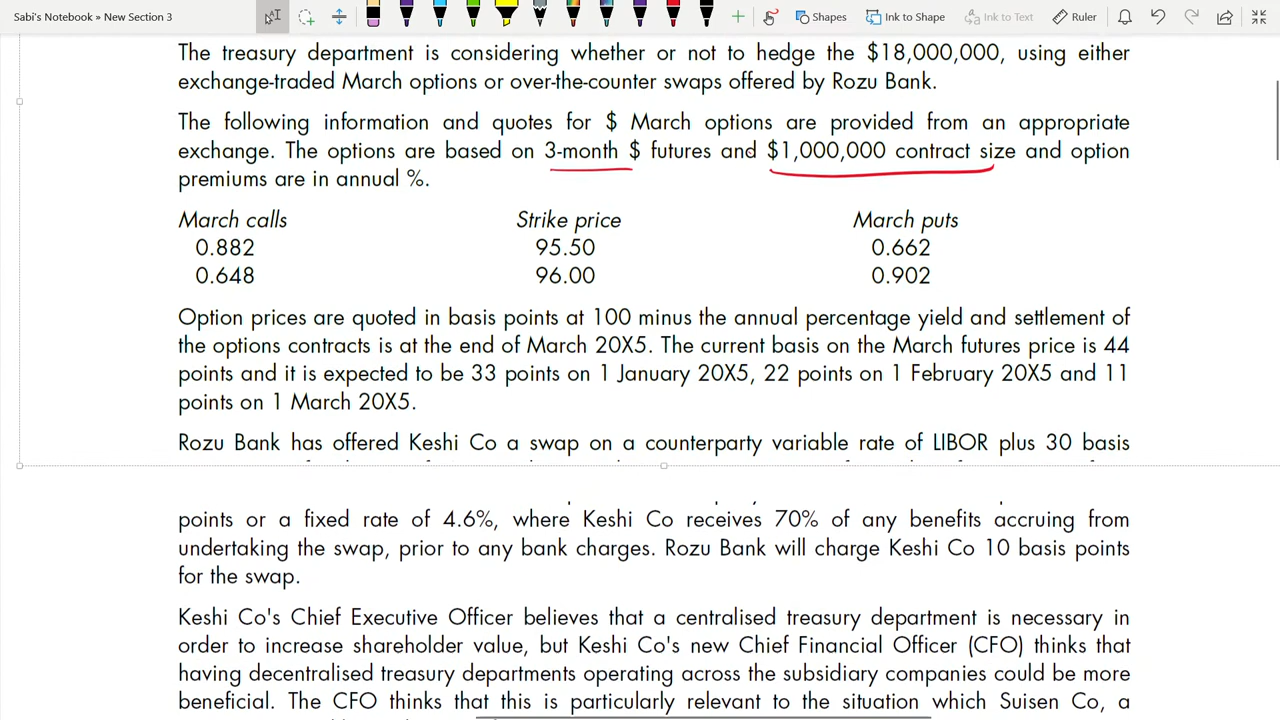 Sabi's Notebook » New Section 3
Shapes
Ink to Shape
Ink to Text
Ruler
The treasury department is considering whether or not to hedge the $18,000,000, using either
exchange-traded March options or over-the-counter swaps offered by Rozu Bank.
The following information and quotes for $ March options are provided from an appropriate
exchange. The options are based on 3-month $ futures and $1,000,000 contract size and option
premiums are in annual %.
March calls Strike price March puts
0.882 95.50 0.662
0.648 96.00 0.902
Option prices are quoted in basis points at 100 minus the annual percentage yield and settlement of
the options contracts is at the end of March 20X5. The current basis on the March futures price is 44
points and it is expected to be 33 points on 1 January 20X5, 22 points on 1 February 20X5 and 11
points on 1 March 20X5.
Rozu Bank has offered Keshi Co a swap on a counterparty variable rate of LIBOR plus 30 basis
points or a fixed rate of 4.6%, where Keshi Co receives 70% of any benefits accruing from
undertaking the swap, prior to any bank charges. Rozu Bank will charge Keshi Co 10 basis points
for the swap.
Keshi Co's Chief Executive Officer believes that a centralised treasury department is necessary in
order to increase shareholder value, but Keshi Co's new Chief Financial Officer (CFO) thinks that
having decentralised treasury departments operating across the subsidiary companies could be more
beneficial. The CFO thinks that this is particularly relevant to the situation which Suisen Co, a